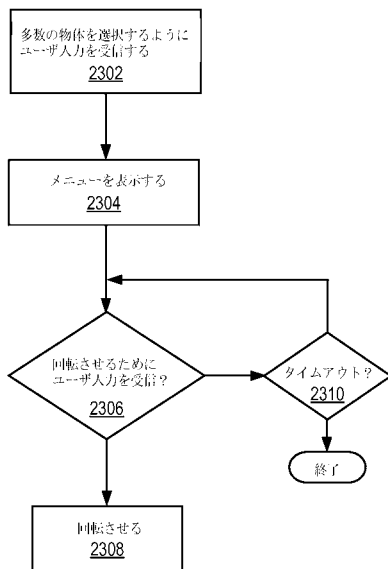 多数の物体を選択するように
ユーザ入力を受信する
2302
メニューを表示する
2304
回転させるために
ユーザ入力を受信？
2306
タイムアウト？
2310
終了
回転させる
2308